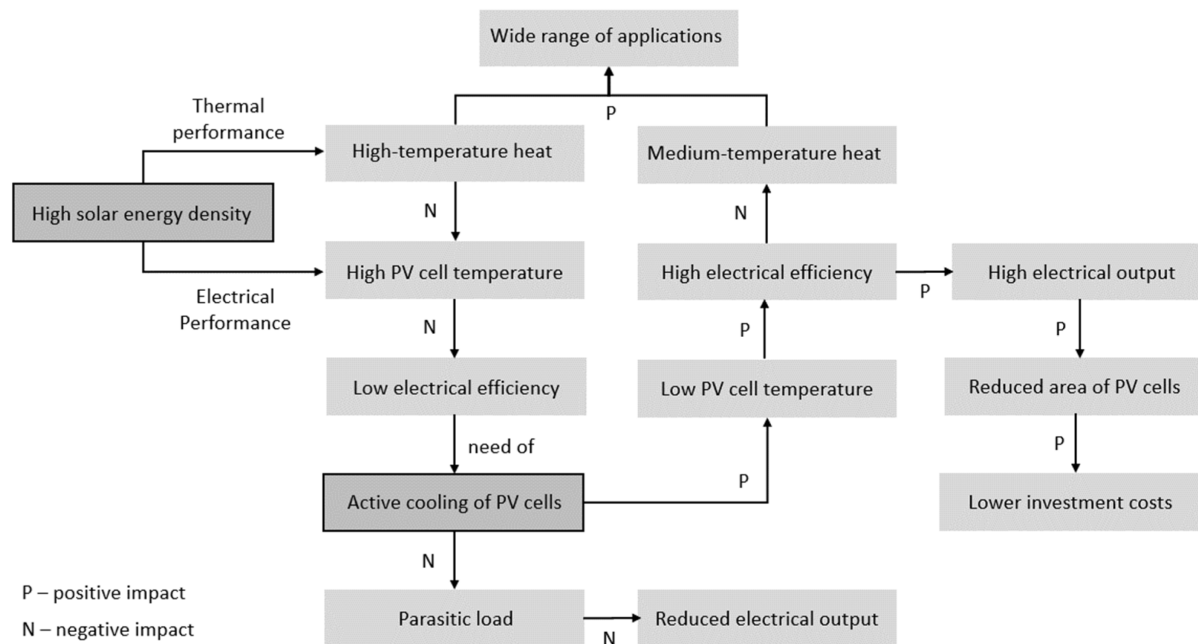 Wide range of applications
P
Thermal
performance
High-temperature heat
Medium-temperature heat
High solar energy density
N
N
High PV cell temperature
High electrical efficiency
High electrical output
P
Electrical
Performance
N
P
P
Low electrical efficiency
Low PV cell temperature
Reduced area of PV cells
need of
P
P
Active cooling of PV cells
Lower investment costs
N
P – positive impact
Parasitic load
Reduced electrical output
N
N – negative impact